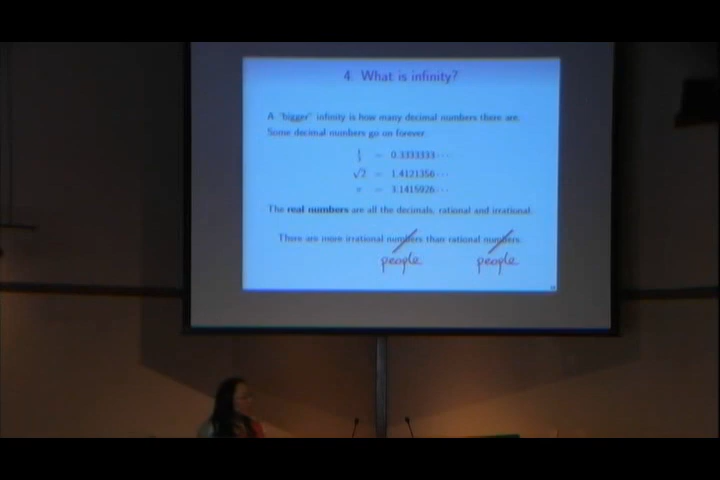 4. What is infinity?
A "bigger" infinity is how many decimal numbers there are.
Some decimal numbers go on forever.
1/3 = 0.3333333···
√2 = 1.4121356···
π = 3.1415926···
The real numbers are all the decimals: rational and irrational.
There are more irrational numbers than rational numbers.
people people